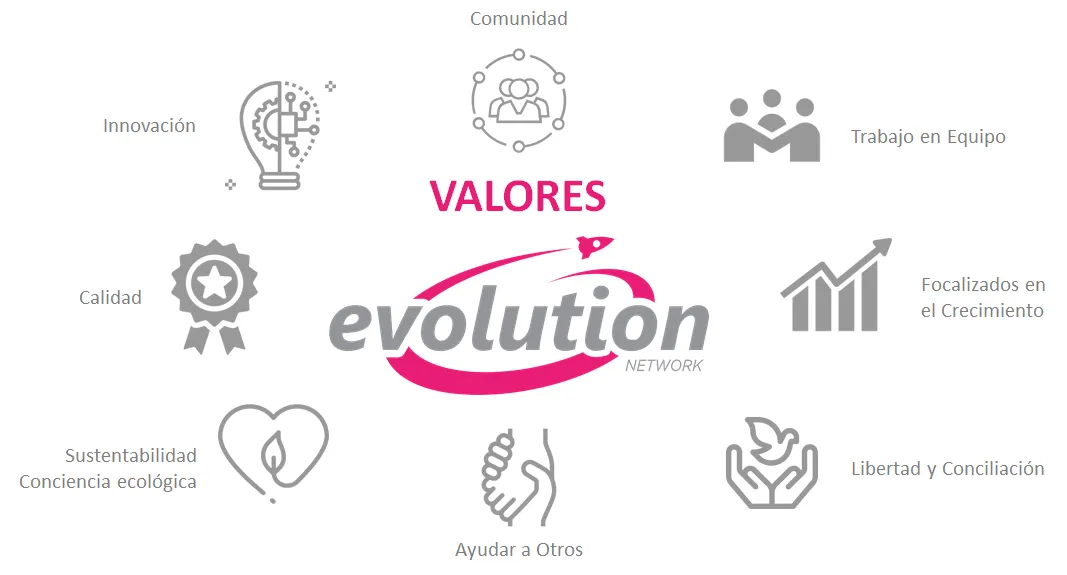 Comunidad
Innovación
Trabajo en Equipo
VALORES
Calidad
Focalizados en
el Crecimiento
evolution
NETWORK
Sustentabilidad
Conciencia ecológica
Libertad y Conciliación
Ayudar a Otros